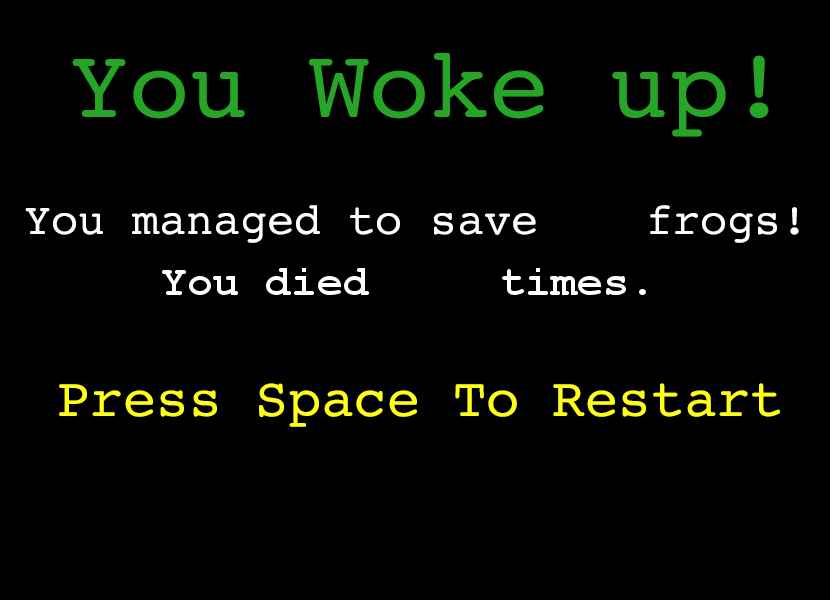 You Woke up!
You managed to save    frogs!
You died    times.
Press Space To Restart